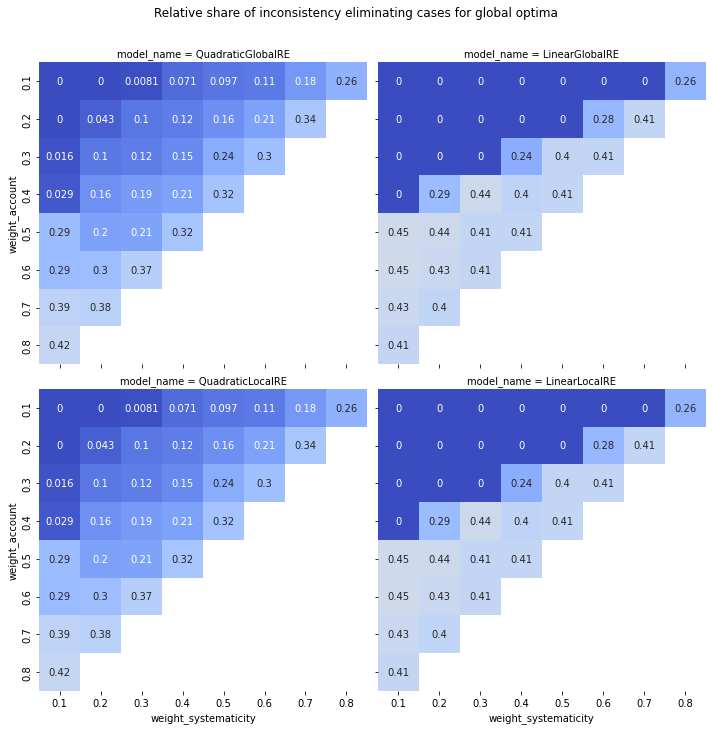 Relative share of inconsistency eliminating cases for global optima
model_name = QuadraticGlobalRE
0.1 0 0 0.0081 0.071 0.097 0.11 0.18 0.26
0.2 0 0.043 0.1 0.12 0.16 0.21 0.34
0.3 0.016 0.1 0.12 0.15 0.24 0.3
0.4 0.029 0.16 0.19 0.21 0.32
0.5 0.29 0.2 0.21 0.32
0.6 0.29 0.3 0.37
0.7 0.39 0.38
0.8 0.42
weight_account
model_name = LinearGlobalRE
0 0 0 0 0 0 0 0.26
0 0 0 0 0 0.28 0.41
0 0 0 0.24 0.4 0.41
0 0.29 0.44 0.4 0.41
0.45 0.44 0.41 0.41
0.45 0.43 0.41
0.43 0.4
0.41
model_name = QuadraticLocalRE
0.1 0 0 0.0081 0.071 0.097 0.11 0.18 0.26
0.2 0 0.043 0.1 0.12 0.16 0.21 0.34
0.3 0.016 0.1 0.12 0.15 0.24 0.3
0.4 0.029 0.16 0.19 0.21 0.32
0.5 0.29 0.2 0.21 0.32
0.6 0.29 0.3 0.37
0.7 0.39 0.38
0.8 0.42
weight_account
0.1 0.2 0.3 0.4 0.5 0.6 0.7 0.8
weight_systematicity
model_name = LinearLocalRE
0 0 0 0 0 0 0 0.26
0 0 0 0 0 0.28 0.41
0 0 0 0.24 0.4 0.41
0 0.29 0.44 0.4 0.41
0.45 0.44 0.41 0.41
0.45 0.43 0.41
0.43 0.4
0.41
0.1 0.2 0.3 0.4 0.5 0.6 0.7 0.8
weight_systematicity